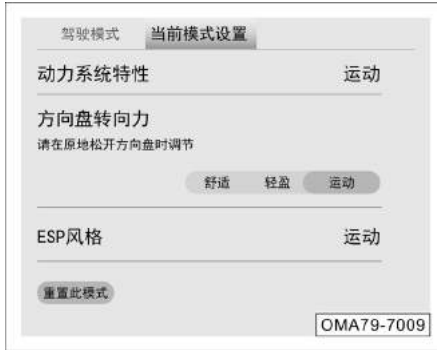 驾驶模式 当前模式设置
动力系统特性 运动
方向盘转向力
请在原地松开方向盘时调节
舒适 轻盈 运动
ESP风格 运动
重置此模式
OMA79-7009